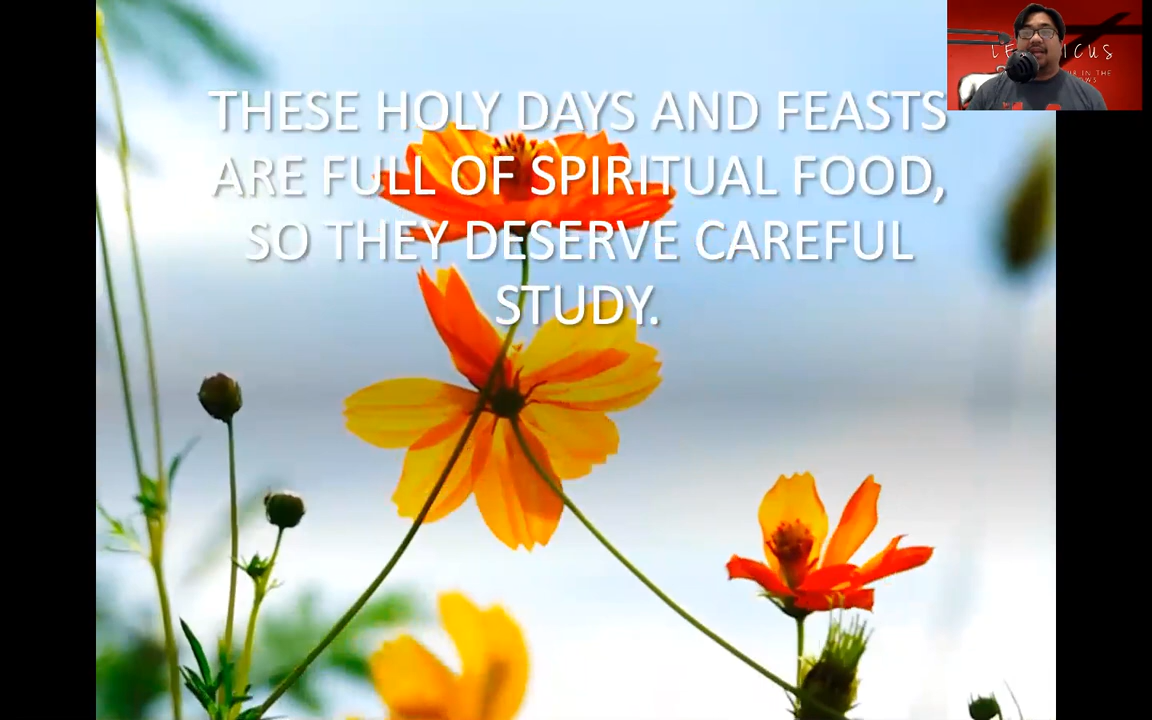 THESE HOLY DAYS AND FEASTS
ARE FULL OF SPIRITUAL FOOD,
SO THEY DESERVE CAREFUL
STUDY.